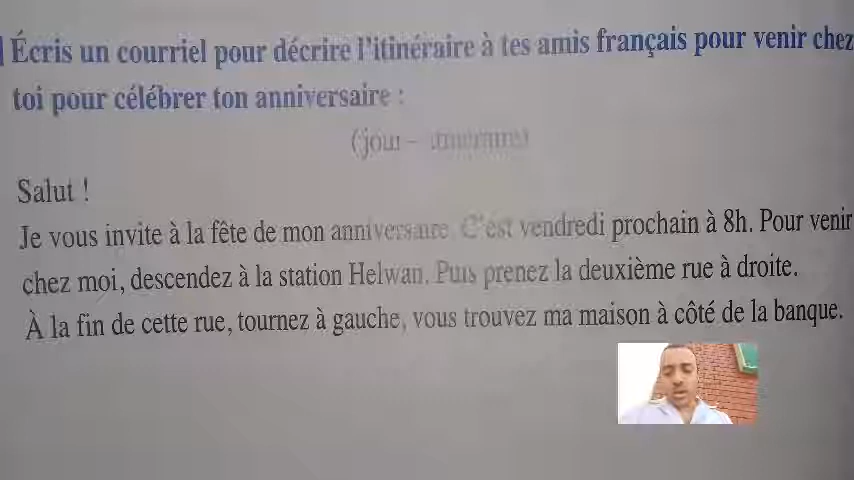 Écris un courriel pour décrire l'itinéraire à tes amis français pour venir chez
toi pour célébrer ton anniversaire :
(jour – itinéraire)
Salut !
Je vous invite à la fête de mon anniversaire. C'est vendredi prochain à 8h. Pour venir
chez moi, descendez à la station Helwan. Puis prenez la deuxième rue à droite.
À la fin de cette rue, tournez à gauche, vous trouvez ma maison à côté de la banque.